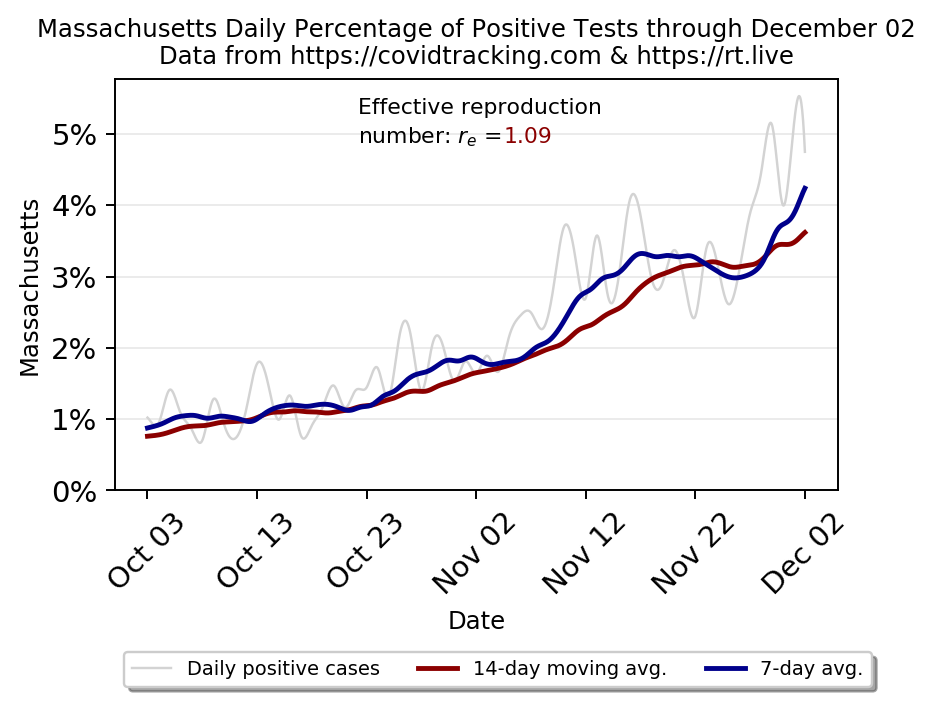 Massachusetts Daily Percentage of Positive Tests through December 02
Data from https://covidtracking.com & https://rt.live
Effective reproduction
number: rₑ =1.09
5%
4%
3%
2%
1%
0%
Massachusetts
Oct 03
Oct 13
Oct 23
Nov 02
Nov 12
Nov 22
Dec 02
Date
Daily positive cases
14-day moving avg.
7-day avg.